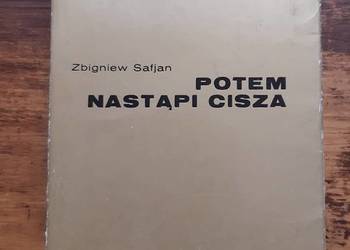 Zbigniew Safjan
POTEM
NASTĄPI CISZA